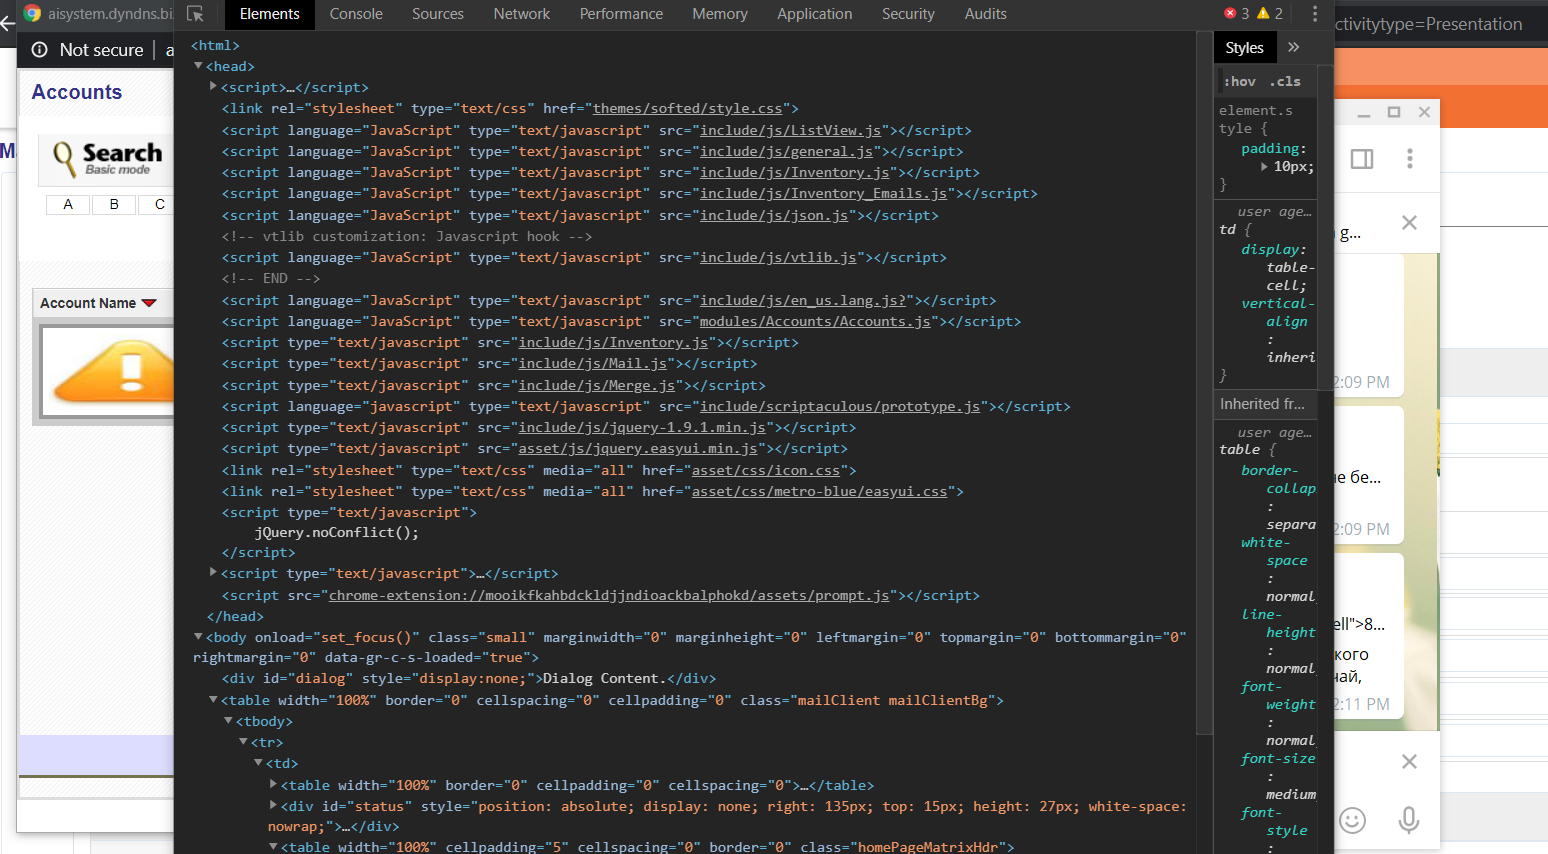 aisystem.dyndns.bi
Not secure
Accounts
Search
Basic mode
A B C
Account Name
Elements Console Sources Network Performance Memory Application Security Audits
3 2
<html>
<head>
<script>…</script>
<link rel="stylesheet" type="text/css" href="themes/softed/style.css">
<script language="JavaScript" type="text/javascript" src="include/js/ListView.js"></script>
<script language="JavaScript" type="text/javascript" src="include/js/general.js"></script>
<script language="JavaScript" type="text/javascript" src="include/js/Inventory.js"></script>
<script language="JavaScript" type="text/javascript" src="include/js/Inventory_Emails.js"></script>
<script language="JavaScript" type="text/javascript" src="include/js/json.js"></script>
<!-- vtlib customization: Javascript hook -->
<script language="JavaScript" type="text/javascript" src="include/js/vtlib.js"></script>
<!-- END -->
<script language="JavaScript" type="text/javascript" src="include/js/en_us.lang.js?"></script>
<script language="JavaScript" type="text/javascript" src="modules/Accounts/Accounts.js"></script>
<script type="text/javascript" src="include/js/Inventory.js"></script>
<script type="text/javascript" src="include/js/Mail.js"></script>
<script type="text/javascript" src="include/js/Merge.js"></script>
<script language="javascript" type="text/javascript" src="include/scriptaculous/prototype.js"></script>
<script type="text/javascript" src="include/js/jquery-1.9.1.min.js"></script>
<script type="text/javascript" src="asset/js/jquery.easyui.min.js"></script>
<link rel="stylesheet" type="text/css" media="all" href="asset/css/icon.css">
<link rel="stylesheet" type="text/css" media="all" href="asset/css/metro-blue/easyui.css">
<script type="text/javascript">
jQuery.noConflict();
</script>
<script type="text/javascript">…</script>
<script src="chrome-extension://mooikfkahbdckldjjndioackbalphokd/assets/prompt.js"></script>
</head>
<body onload="set_focus()" class="small" marginwidth="0" marginheight="0" leftmargin="0" topmargin="0" bottommargin="0"
rightmargin="0" data-gr-c-s-loaded="true">
<div id="dialog" style="display:none;">Dialog Content.</div>
<table width="100%" border="0" cellspacing="0" cellpadding="0" class="mailClient mailClientBg">
<tbody>
<tr>
<td>
<table width="100%" border="0" cellpadding="0" cellspacing="0">…</table>
<div id="status" style="position: absolute; display: none; right: 135px; top: 15px; height: 27px; white-space:
nowrap;">…</div>
<table width="100%" cellpadding="5" cellspacing="0" border="0" class="homePageMatrixHdr">
Styles
:hov .cls
element.s
tyle {
padding:
10px;
}
user age…
td {
display:
table-
cell;
vertical-
align
:
inheri
}
Inherited fr…
user age…
table {
border-
collap
:
separa
white-
space
:
normal
line-
height
:
normal
font-
weight
:
normal
font-size
:
medium
font-
style
:
ctivitytype=Presentation
g...
2:09 PM
е бе...
2:09 PM
ell">8...
кого
чай,
2:11 PM